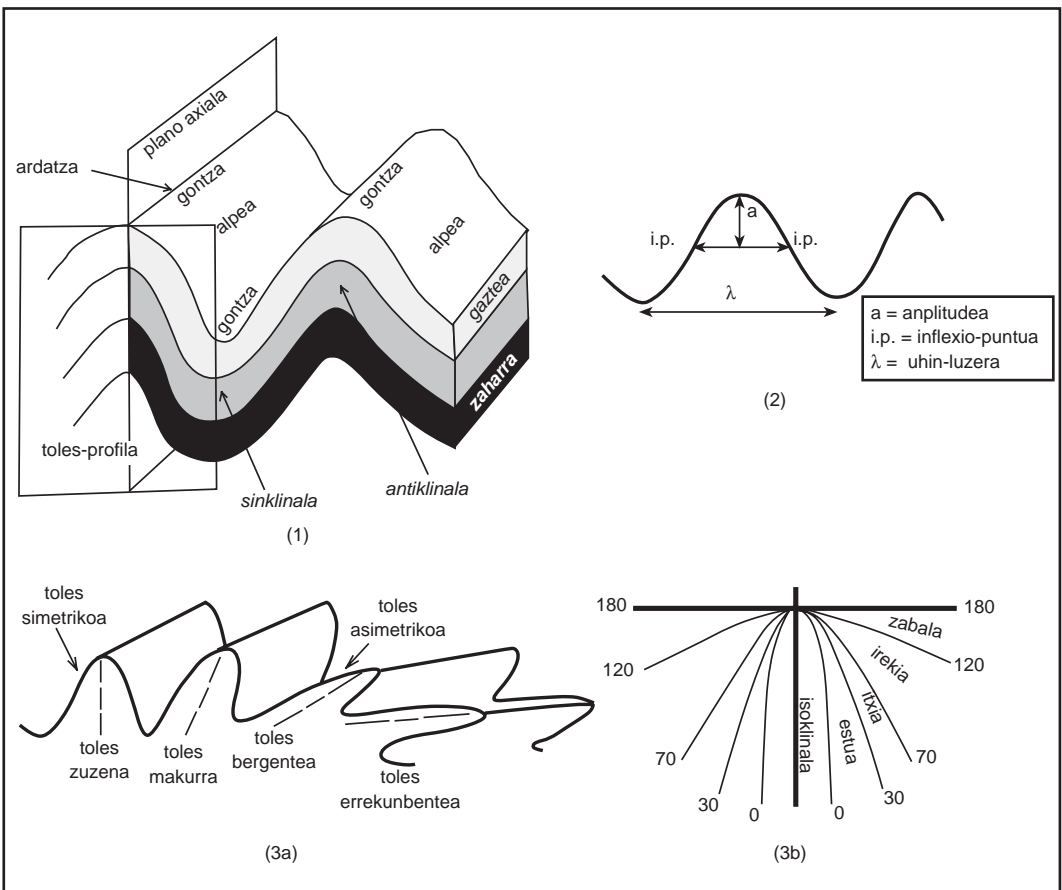 plano axiala
ardatza
gontza
alpea
gontza
alpea
gontza
gaztea
zaharra
toles-profila
sinklinala
antiklinala
(1)
a
i.p.
i.p.
λ
a = anplitudea
i.p. = inflexio-puntua
λ = uhin-luzera
(2)
toles
simetrikoa
toles
asimetrikoa
toles
zuzena
toles
makurra
toles
bergentea
toles
errekunbentea
(3a)
180
180
zabala
120
120
irekia
itxia
estua
isoklinala
70
70
30
30
0
0
(3b)